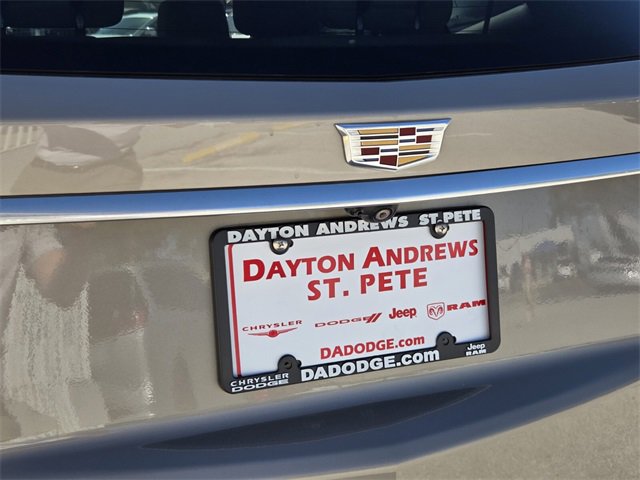 DAYTON ANDREWS ST. PETE
DAYTON ANDREWS
ST. PETE
CHRYSLER DODGE Jeep RAM
DADODGE.com
CHRYSLER
DODGE
DADODGE.com
Jeep
RAM